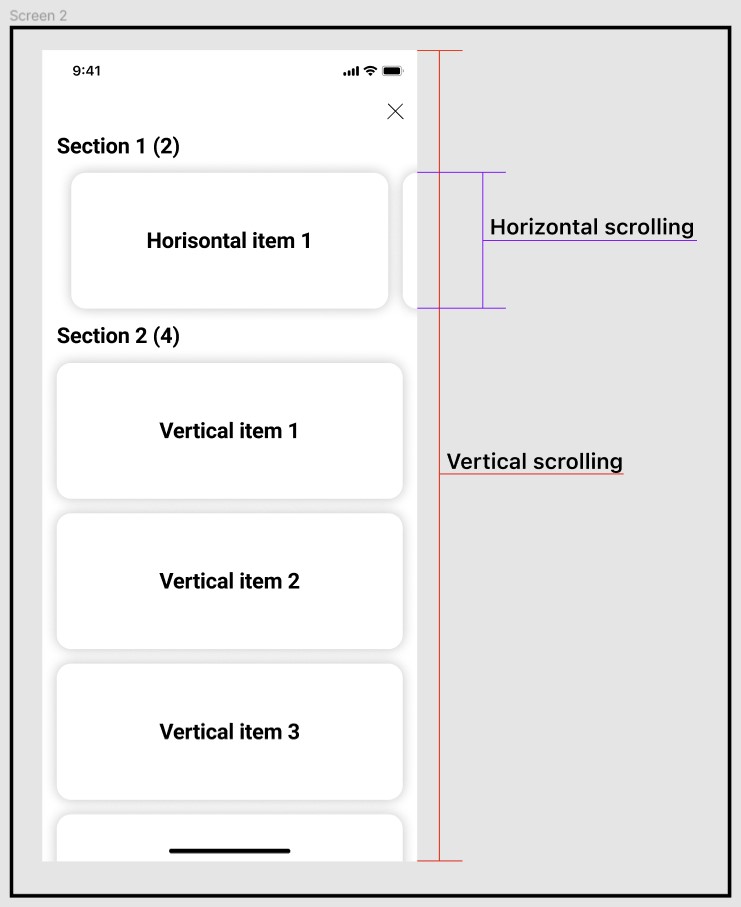 Screen 2
9:41
Section 1 (2)
Horisontal item 1
Horizontal scrolling
Section 2 (4)
Vertical item 1
Vertical scrolling
Vertical item 2
Vertical item 3